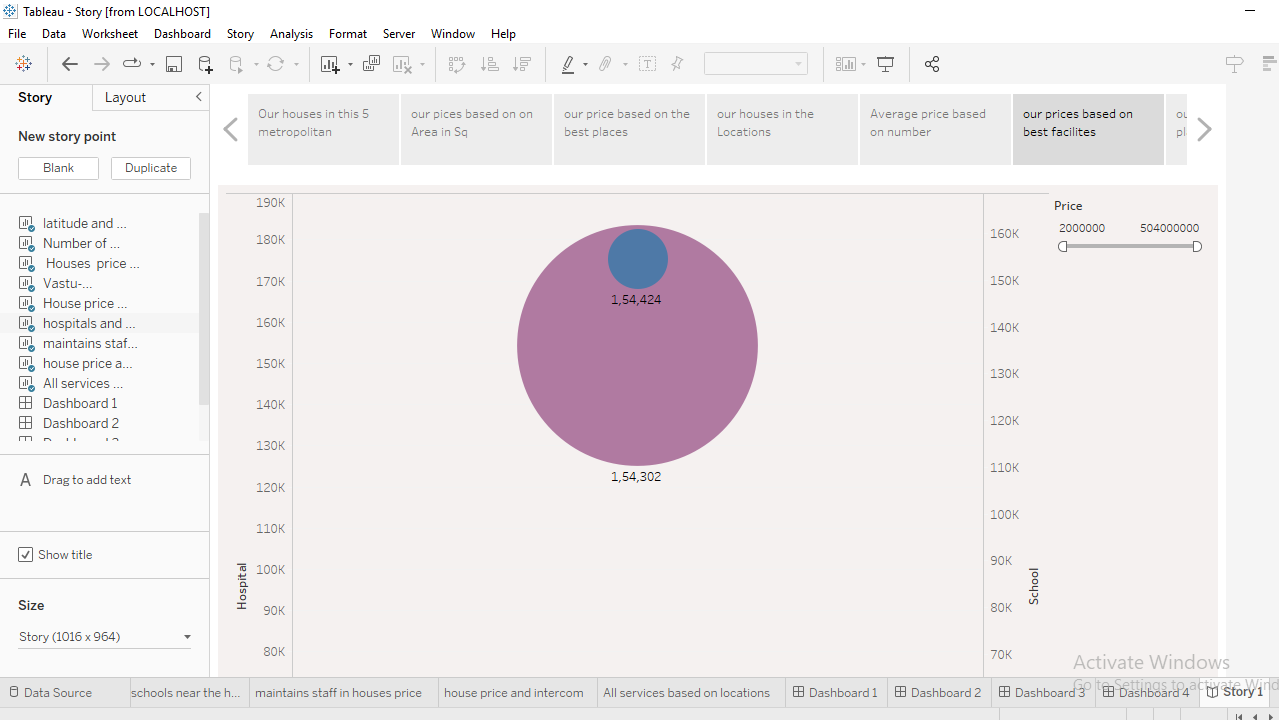 Tableau - Story [from LOCALHOST]
File Data Worksheet Dashboard Story Analysis Format Server Window Help
Story Layout
New story point
Blank Duplicate
latitude and ...
Number of ...
Houses price ...
Vastu-...
House price ...
hospitals and ...
maintains staf...
house price a...
All services ...
Dashboard 1
Dashboard 2
A Drag to add text
Show title
Size
Story (1016 x 964)
Our houses in this 5
metropolitan
our pices based on on
Area in Sq
our price based on the
best places
our houses in the
Locations
Average price based
on number
our prices based on
best facilites
ou
pl
190K
180K
170K
160K
150K
140K
130K
120K
110K
100K
90K
80K
Hospital
1,54,424
1,54,302
160K
150K
140K
130K
120K
110K
100K
90K
80K
70K
School
Price
2000000 504000000
Activate Windows
Go to Settings to activate Wind
Data Source schools near the h... maintains staff in houses price house price and intercom All services based on locations Dashboard 1 Dashboard 2 Dashboard 3 Dashboard 4 Story 1